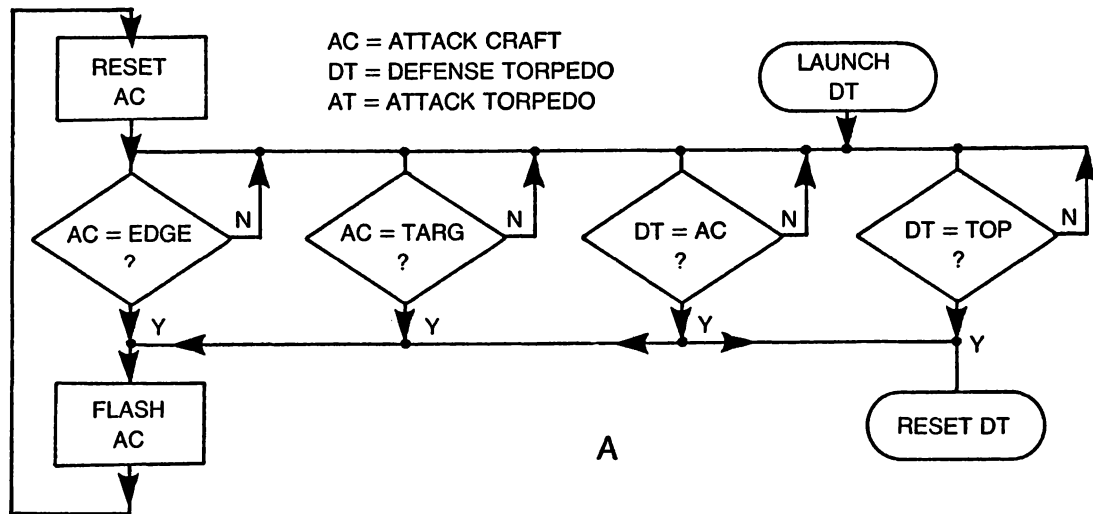 RESET
AC
AC = ATTACK CRAFT
DT = DEFENSE TORPEDO
AT = ATTACK TORPEDO
LAUNCH
DT
AC = EDGE
?
N
Y
AC = TARG
?
N
Y
DT = AC
?
N
Y
DT = TOP
?
N
Y
FLASH
AC
A
RESET DT